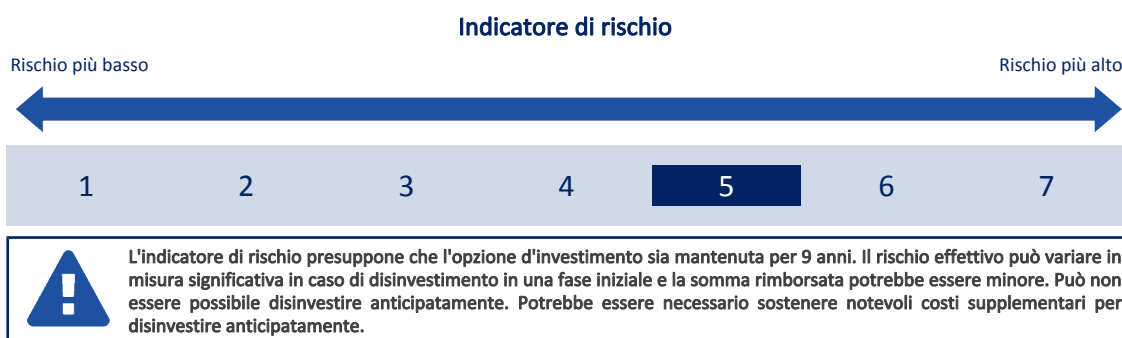 Indicatore di rischio
Rischio più basso Rischio più alto
1 2 3 4 5 6 7
L'indicatore di rischio presuppone che l'opzione d'investimento sia mantenuta per 9 anni. Il rischio effettivo può variare in
misura significativa in caso di disinvestimento in una fase iniziale e la somma rimborsata potrebbe essere minore. Può non
essere possibile disinvestire anticipatamente. Potrebbe essere necessario sostenere notevoli costi supplementari per
disinvestire anticipatamente.